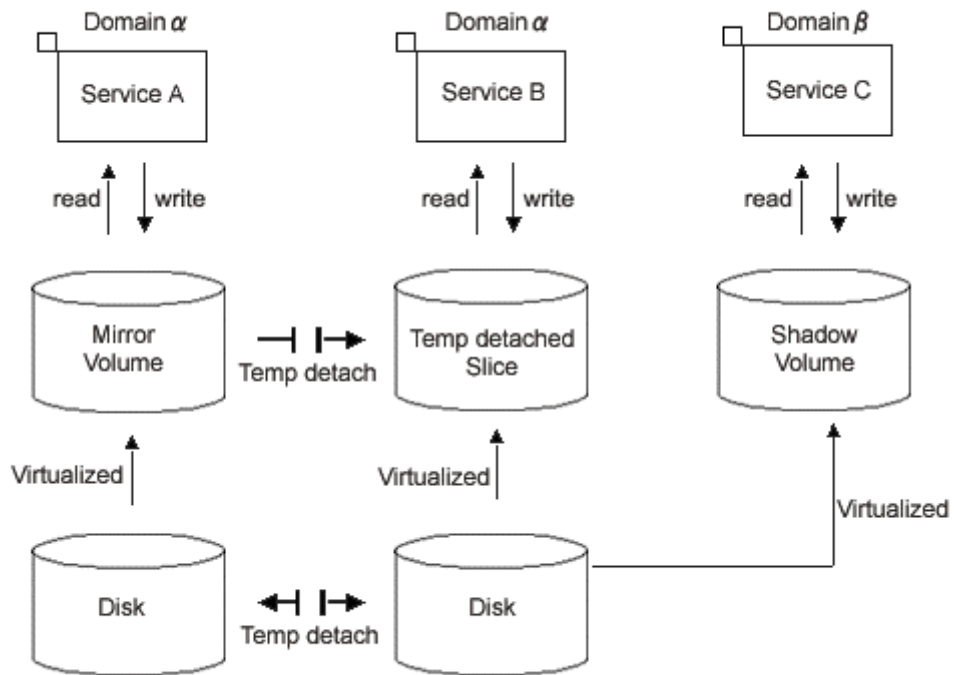 Domain α
Domain α
Domain β
Service A
Service B
Service C
read
write
read
write
read
write
Mirror
Volume
Temp detach
Temp detached
Slice
Shadow
Volume
Virtualized
Virtualized
Virtualized
Disk
Temp detach
Disk